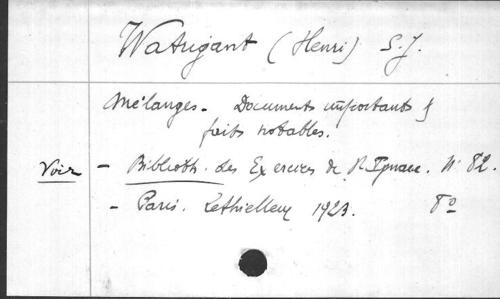 Watrigant (Henri) S.J.
Mélanges - Documents importants &
faits notables.
Voir - Biblioth. des Exercices de S. Ignace. N° 82.
- Paris. Lethielleux 1923. 8°